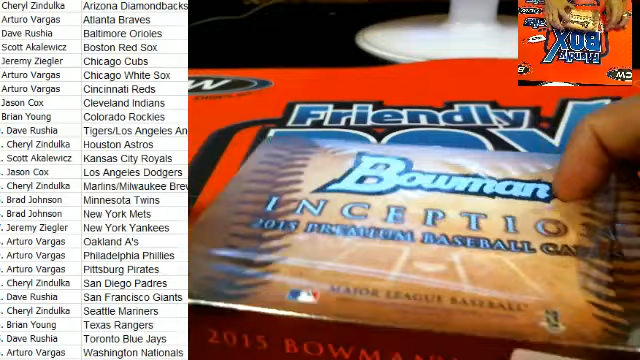 Cheryl Zindulka Arizona Diamondbacks
Arturo Vargas Atlanta Braves
Dave Rushia Baltimore Orioles
Scott Akalewicz Boston Red Sox
Jeremy Ziegler Chicago Cubs
Arturo Vargas Chicago White Sox
Arturo Vargas Cincinnati Reds
Jason Cox Cleveland Indians
Brian Young Colorado Rockies
Dave Rushia Tigers/Los Angeles An
Cheryl Zindulka Houston Astros
Scott Akalewicz Kansas City Royals
Jason Cox Los Angeles Dodgers
Cheryl Zindulka Marlins/Milwaukee Brew
Brad Johnson Minnesota Twins
Brad Johnson New York Mets
Jeremy Ziegler New York Yankees
Arturo Vargas Oakland A's
Arturo Vargas Philadelphia Phillies
Arturo Vargas Pittsburg Pirates
Cheryl Zindulka San Diego Padres
Dave Rushia San Francisco Giants
Cheryl Zindulka Seattle Mariners
Brian Young Texas Rangers
Dave Rushia Toronto Blue Jays
Arturo Vargas Washington Nationals
Friendly
BOX
CW
Friendly
Bowman
INCEPTIO
2015 PREMIUM BASEBALL CA
MAJOR LEAGUE BASEBALL
2015 BOWMAN